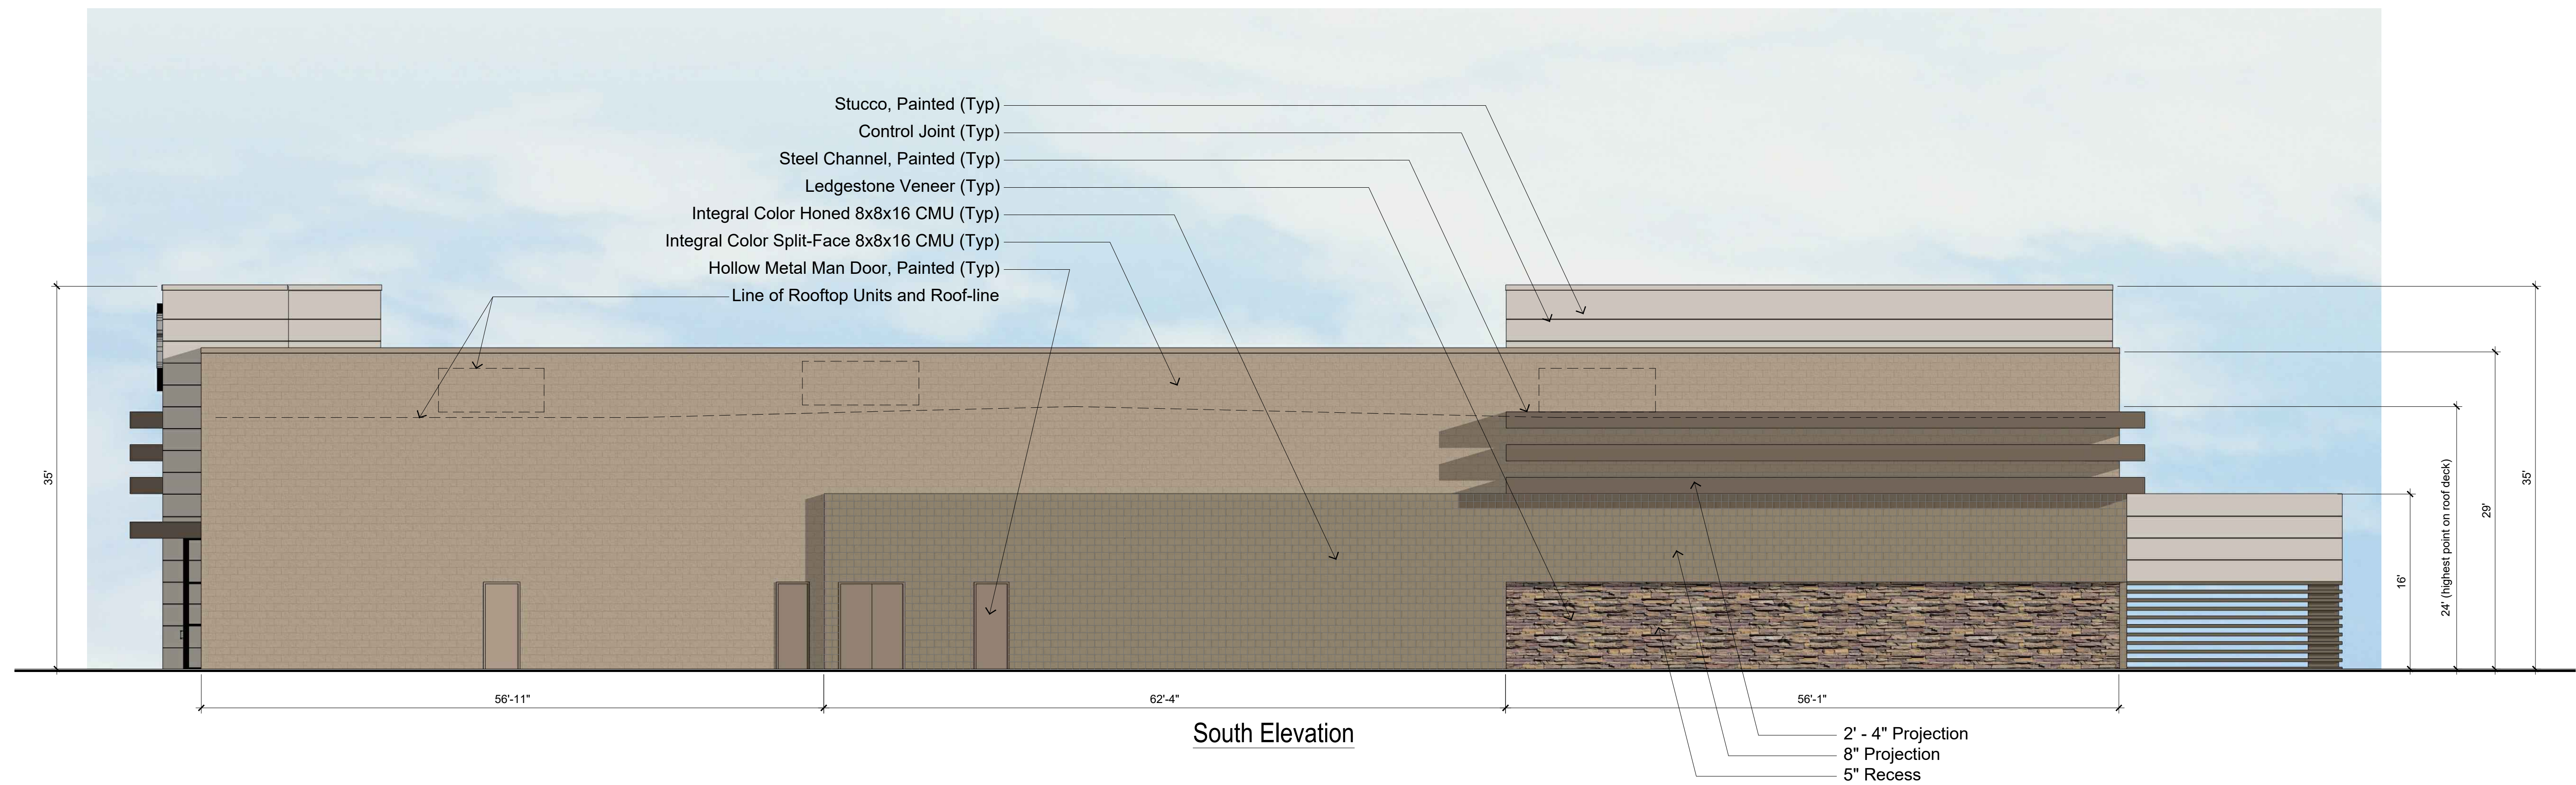 Stucco, Painted (Typ)
Control Joint (Typ)
Steel Channel, Painted (Typ)
Ledgestone Veneer (Typ)
Integral Color Honed 8x8x16 CMU (Typ)
Integral Color Split-Face 8x8x16 CMU (Typ)
Hollow Metal Man Door, Painted (Typ)
Line of Rooftop Units and Roof-line
35'
16'
24' (highest point on roof deck)
29'
35'
56'-11"
62'-4"
56'-1"
South Elevation
2' - 4" Projection
8" Projection
5" Recess